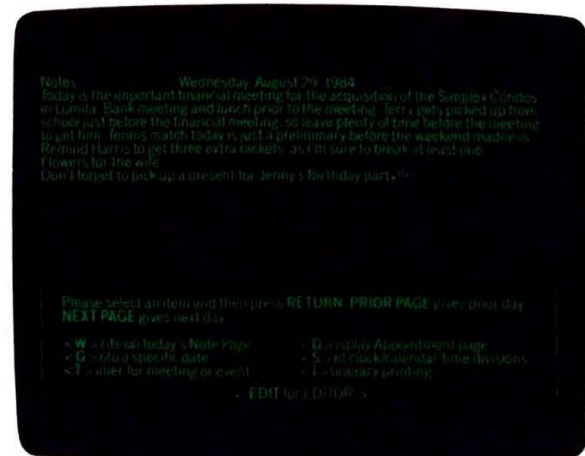 Notes Wednesday, August 29, 1984
Today is the important financial meeting for the acquisition of the Simplex Condos
in Lomita. Bank meeting and lunch prior to the meeting. Terry gets picked up from
school just before the financial meeting, so leave plenty of time before the meeting
to get him. Tennis match today is just a preliminary before the weekend madness.
Remind Harris to get three extra rackets, as I'm sure to break at least one.
Flowers for the wife.
Don't forget to pick up a present for Jenny's Birthday party!!!
Please select an item and then press RETURN. PRIOR PAGE gives prior day.
NEXT PAGE gives next day.
< W > rite on today's Note Page < D > isplay Appointment page
< G > oto a specific date < S > et clock/calendar time divisions
< T > imer for meeting or event < I > tinerary printing
< EDIT for EDITOR >